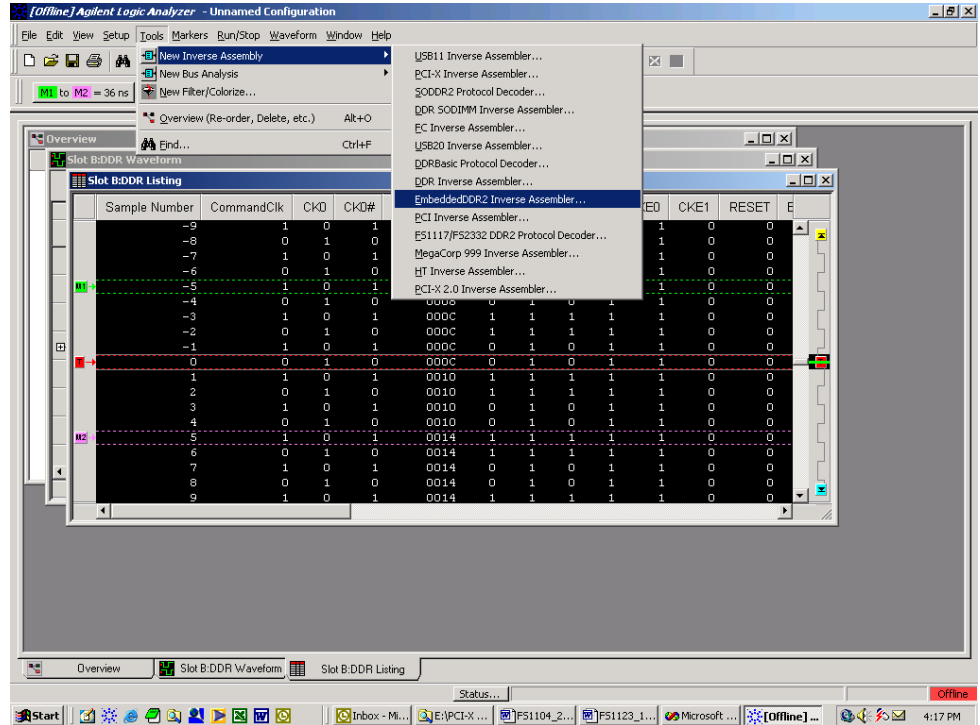 [Offline] Agilent Logic Analyzer - Unnamed Configuration
File Edit View Setup Tools Markers Run/Stop Waveform Window Help
M1 to M2 = 36 ns
New Inverse Assembly
New Bus Analysis
New Filter/Colorize...
Overview (Re-order, Delete, etc.) Alt+O
Find... Ctrl+F
USB11 Inverse Assembler...
PCI-X Inverse Assembler...
SODDR2 Protocol Decoder...
DDR SODIMM Inverse Assembler...
FC Inverse Assembler...
USB20 Inverse Assembler...
DDRBasic Protocol Decoder...
DDR Inverse Assembler...
EmbeddedDDR2 Inverse Assembler...
PCI Inverse Assembler...
FS1117/FS2332 DDR2 Protocol Decoder...
MegaCorp 999 Inverse Assembler...
HT Inverse Assembler...
PCI-X 2.0 Inverse Assembler...
Overview
Slot B:DDR Waveform
Slot B:DDR Listing
Sample Number CommandClk CK0 CK0# KE0 CKE1 RESET
-9 1 0 1 1 0 0
-8 0 1 0 1 0 0
-7 1 0 1 1 0 0
-6 0 1 0 1 0 0
M1 -5 1 0 1 1 0 0
-4 0 1 0 0008 0 1 0 1 1 0 0
-3 1 0 1 000C 1 1 1 1 1 0 0
-2 0 1 0 000C 1 1 1 1 1 0 0
-1 1 0 1 000C 0 1 0 1 1 0 0
T 0 0 1 0 000C 0 1 0 1 1 0 0
1 1 0 1 0010 1 1 1 1 1 0 0
2 0 1 0 0010 1 1 1 1 1 0 0
3 1 0 1 0010 0 1 0 1 1 0 0
4 0 1 0 0010 0 1 0 1 1 0 0
M2 5 1 0 1 0014 1 1 1 1 1 0 0
6 0 1 0 0014 1 1 1 1 1 0 0
7 1 0 1 0014 0 1 0 1 1 0 0
8 0 1 0 0014 0 1 1 1 1 0 0
9 1 0 1 0014 1 1 1 1 1 0 0
Overview Slot B:DDR Waveform Slot B:DDR Listing
Status... Offline
Start Inbox - Mi... E:\PCI-X ... FS1104_2... FS1123_1... Microsoft ... [Offline] ... 4:17 PM